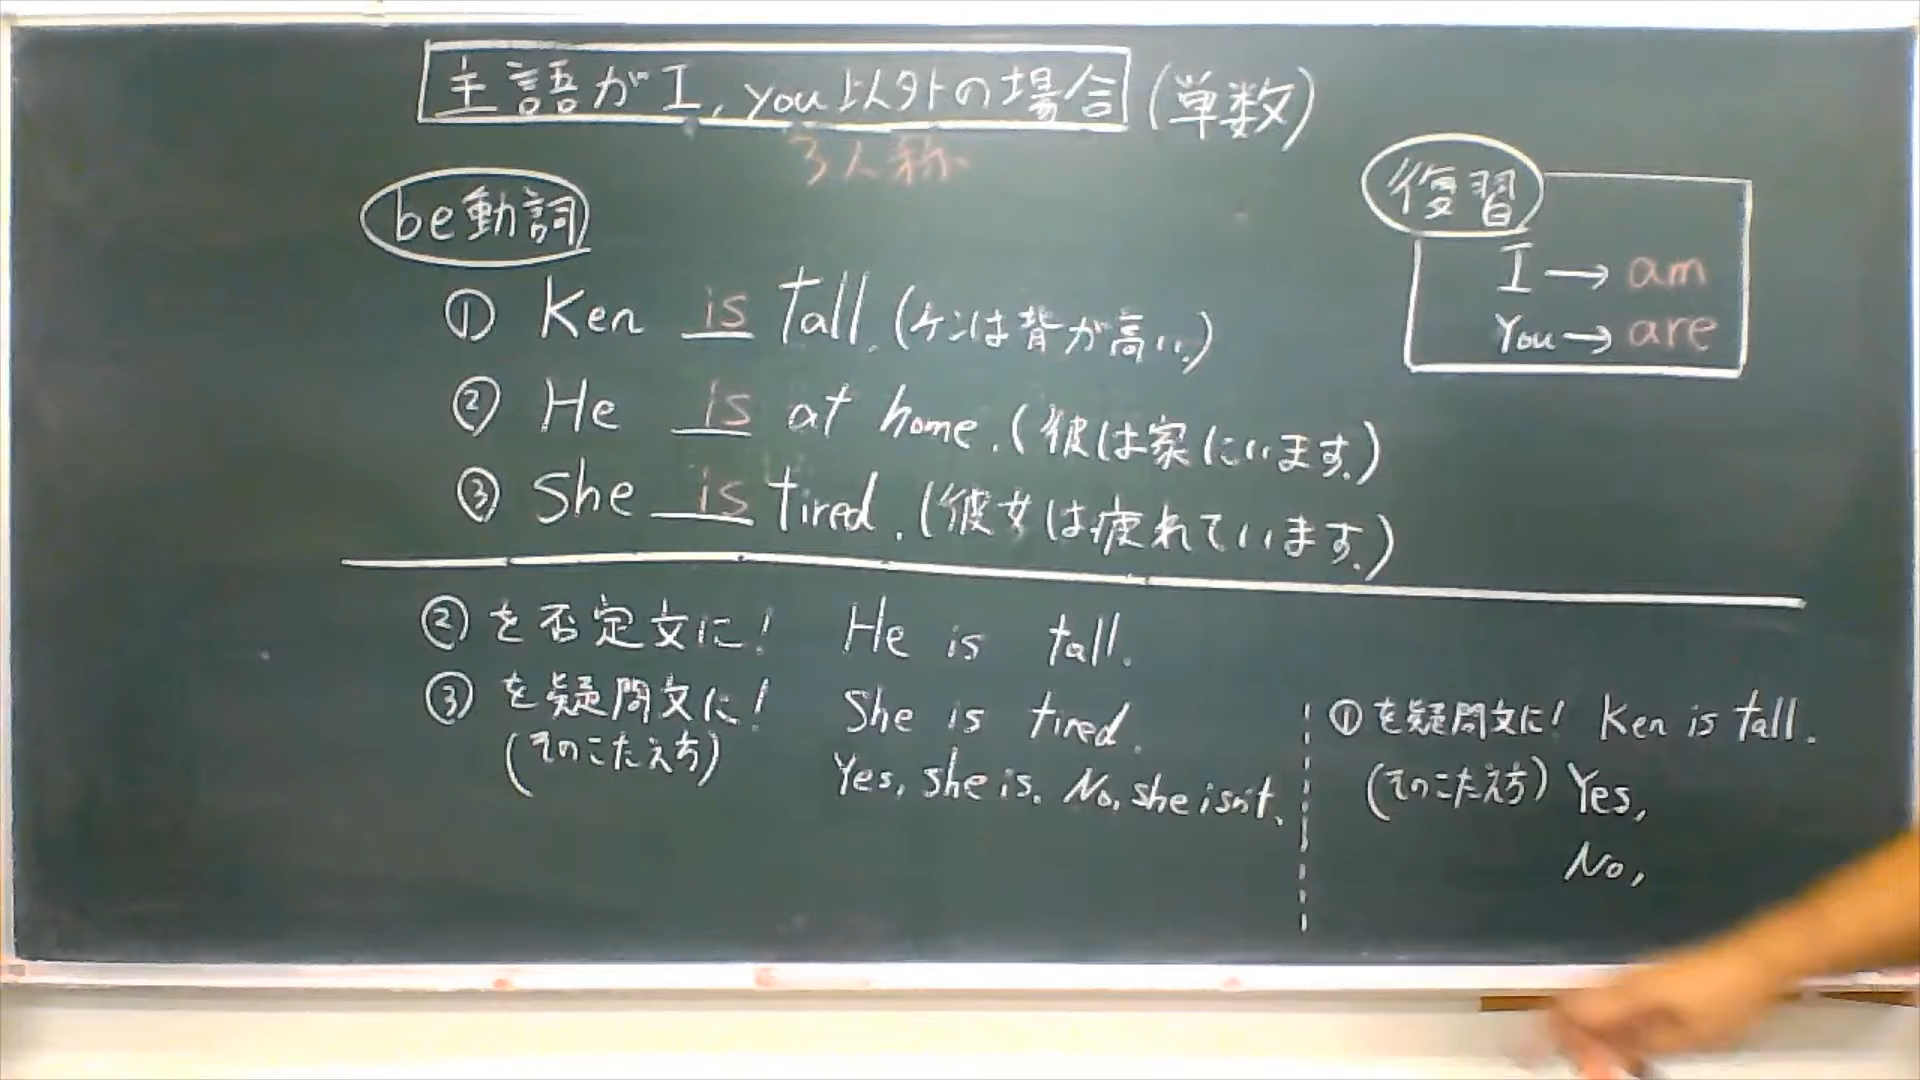 主語がI, you以外の場合(単数)
3人称
be動詞
復習
I→am
You→are
① Ken is tall.(ケンは背が高い.)
② He is at home.(彼は家にいます.)
③ She is tired.(彼女は疲れています.)
②を否定文に! He is tall.
③を疑問文に! She is tired.
(そのこたえ方) Yes, she is. No, she isn't.
①を疑問文に! Ken is tall.
(そのこたえ方) Yes,
No,